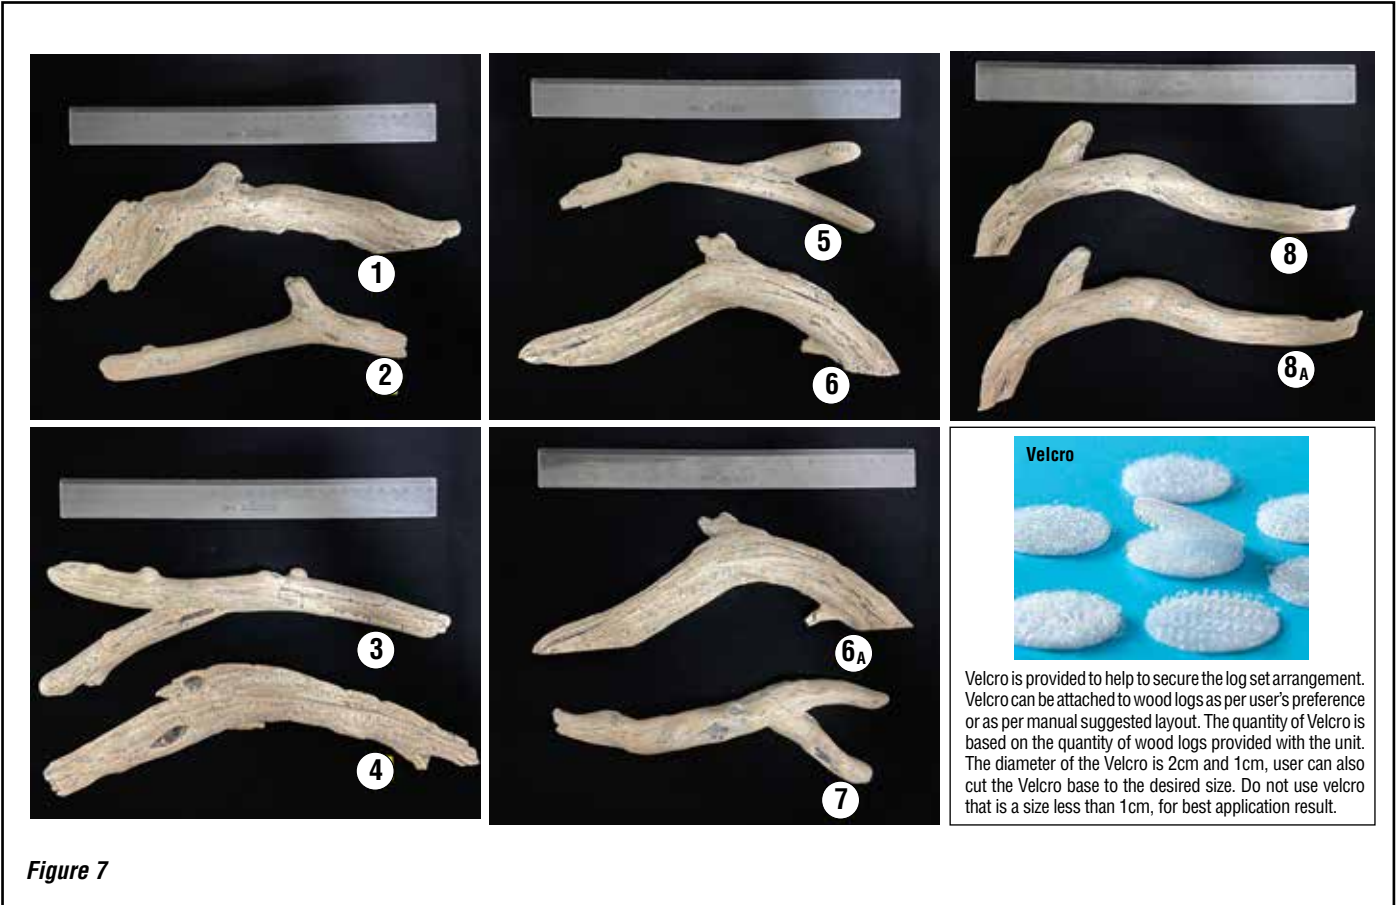 1
2
5
6
8
8A
3
4
6A
7
Velcro
Velcro is provided to help to secure the log set arrangement.
Velcro can be attached to wood logs as per user's preference
or as per manual suggested layout. The quantity of Velcro is
based on the quantity of wood logs provided with the unit.
The diameter of the Velcro is 2cm and 1cm, user can also
cut the Velcro base to the desired size. Do not use velcro
that is a size less than 1cm, for best application result.
Figure 7